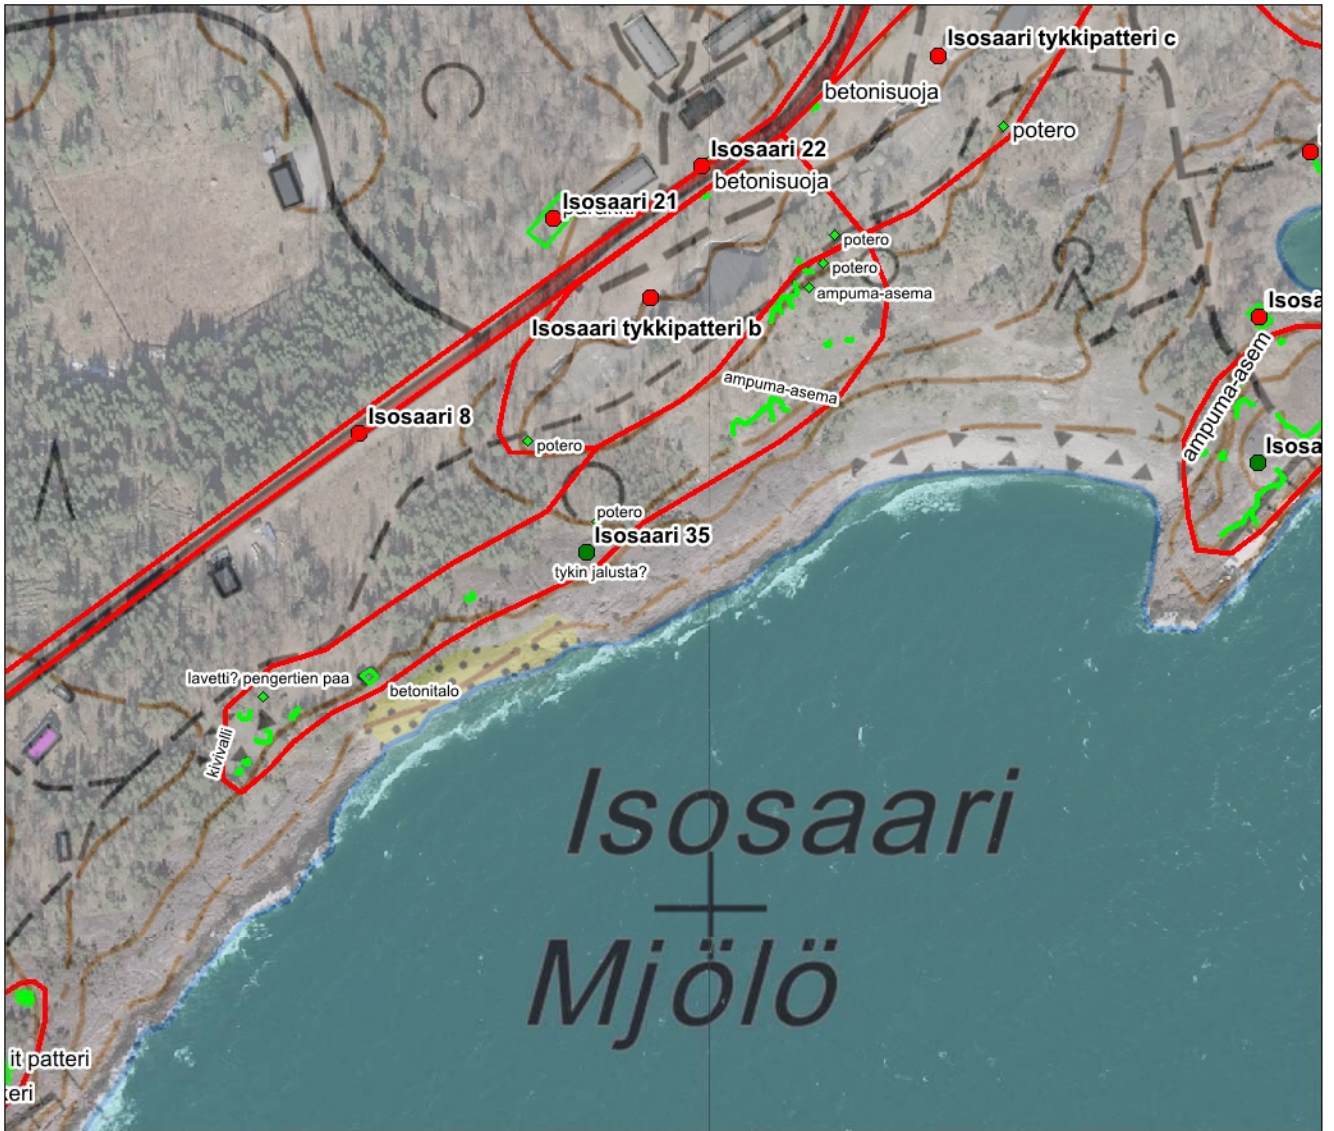 Isosaari tykkipatteri c
betonisuoja
potero
Isosaari 22
betonisuoja
Isosaari 21
potero
potero
ampuma-asema
Isosaari tykkipatteri b
ampuma-asema
ampuma-asem
Isosa
Isosaari 8
potero
Isosa
potero
Isosaari 35
tykin jalusta?
lavetti? pengertien paa
betonitalo
kivivalli
Isosaari
Mjölö
it patteri
keri